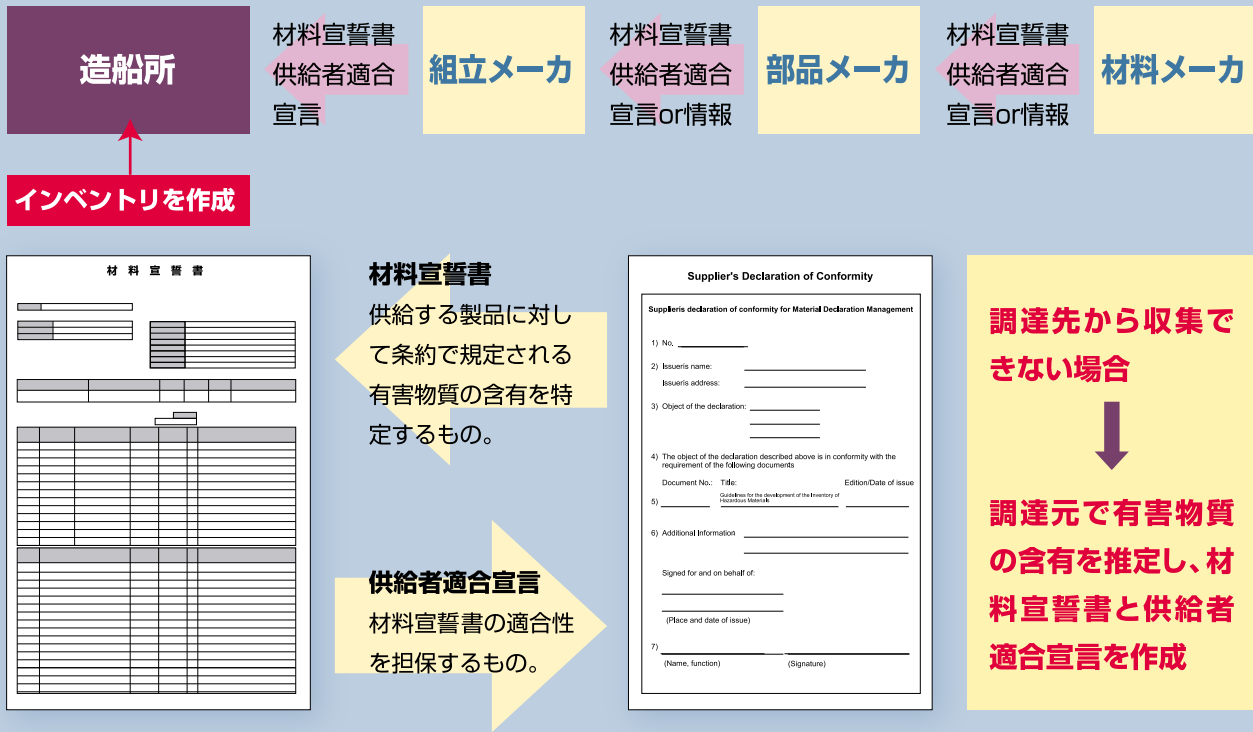 造船所
材料宣誓書
供給者適合
宣言
組立メーカ
材料宣誓書
供給者適合
宣言or情報
部品メーカ
材料宣誓書
供給者適合
宣言or情報
材料メーカ
インベントリを作成
材料宣誓書
材料宣誓書
供給する製品に対し
て条約で規定される
有害物質の含有を特
定するもの。
供給者適合宣言
材料宣誓書の適合性
を担保するもの。
Supplier's Declaration of Conformity
Supplieris declaration of conformity for Material Declaration Management
1) No.
2) Issueris name:
Issueris address:
3) Object of the declaration:
4) The object of the declaration described above is in conformity with the
requirement of the following documents
Document No.: Title: Edition/Date of issue
Guidelines for the development of the Inventory of
Hazardous Materials
5)
6) Additional Information
Signed for and on behalf of:
(Place and date of issue)
7)
(Name, function) (Signature)
調達先から収集で
きない場合
調達元で有害物質
の含有を推定し、材
料宣誓書と供給者
適合宣言を作成